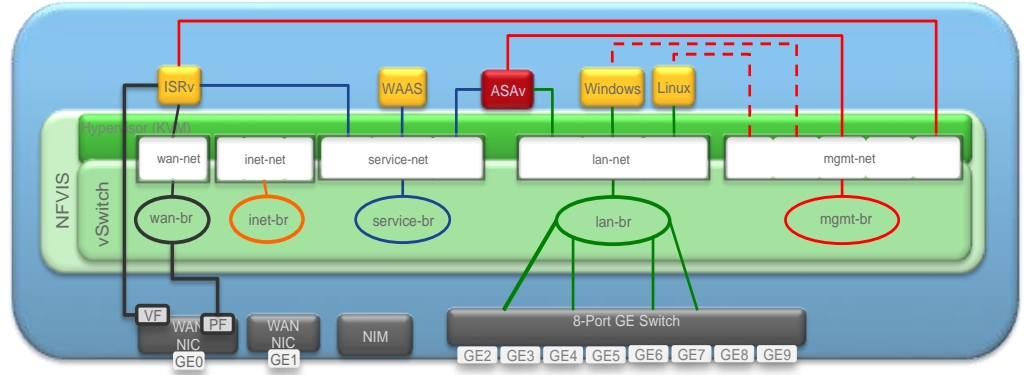 ISRv
WAAS
ASAv
Windows
Linux
Hypervisor (KVM)
wan-net
inet-net
service-net
lan-net
mgmt-net
NFVIS
vSwitch
wan-br
inet-br
service-br
lan-br
mgmt-br
VF
PF
WAN
NIC
GE0
WAN
NIC
GE1
NIM
8-Port GE Switch
GE2
GE3
GE4
GE5
GE6
GE7
GE8
GE9